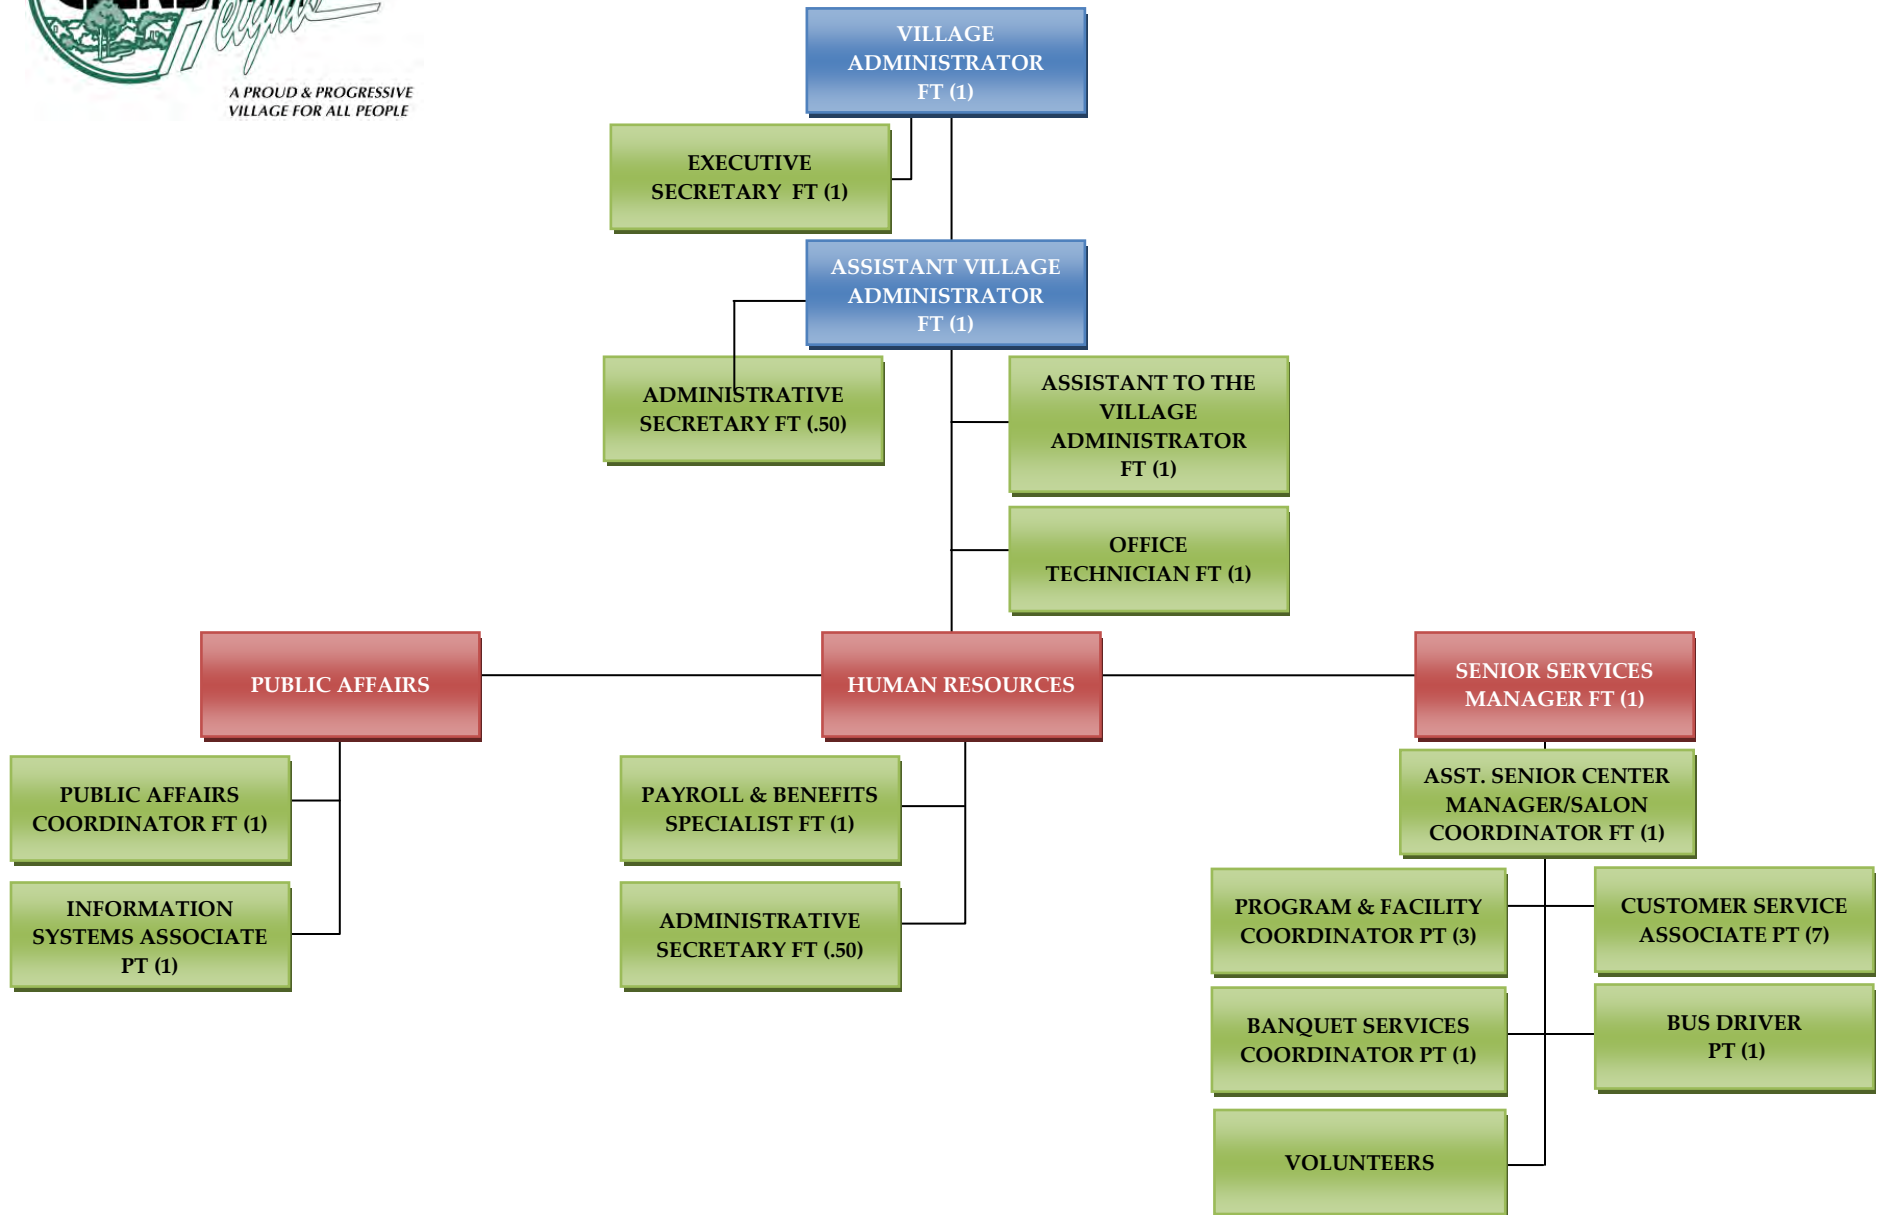 Heights
A PROUD & PROGRESSIVE
VILLAGE FOR ALL PEOPLE
VILLAGE
ADMINISTRATOR
FT (1)
EXECUTIVE
SECRETARY FT (1)
ASSISTANT VILLAGE
ADMINISTRATOR
FT (1)
ADMINISTRATIVE
SECRETARY FT (.50)
ASSISTANT TO THE
VILLAGE
ADMINISTRATOR
FT (1)
OFFICE
TECHNICIAN FT (1)
PUBLIC AFFAIRS
HUMAN RESOURCES
SENIOR SERVICES
MANAGER FT (1)
PUBLIC AFFAIRS
COORDINATOR FT (1)
INFORMATION
SYSTEMS ASSOCIATE
PT (1)
PAYROLL & BENEFITS
SPECIALIST FT (1)
ADMINISTRATIVE
SECRETARY FT (.50)
ASST. SENIOR CENTER
MANAGER/SALON
COORDINATOR FT (1)
PROGRAM & FACILITY
COORDINATOR PT (3)
CUSTOMER SERVICE
ASSOCIATE PT (7)
BANQUET SERVICES
COORDINATOR PT (1)
BUS DRIVER
PT (1)
VOLUNTEERS